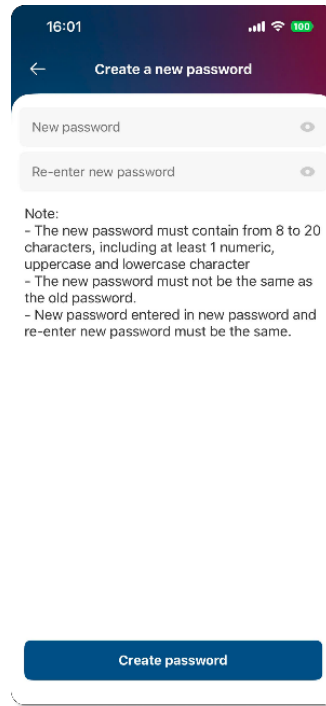 16:01
100
Create a new password
New password
Re-enter new password
Note:
- The new password must contain from 8 to 20
characters, including at least 1 numeric,
uppercase and lowercase character
- The new password must not be the same as
the old password.
- New password entered in new password and
re-enter new password must be the same.
Create password